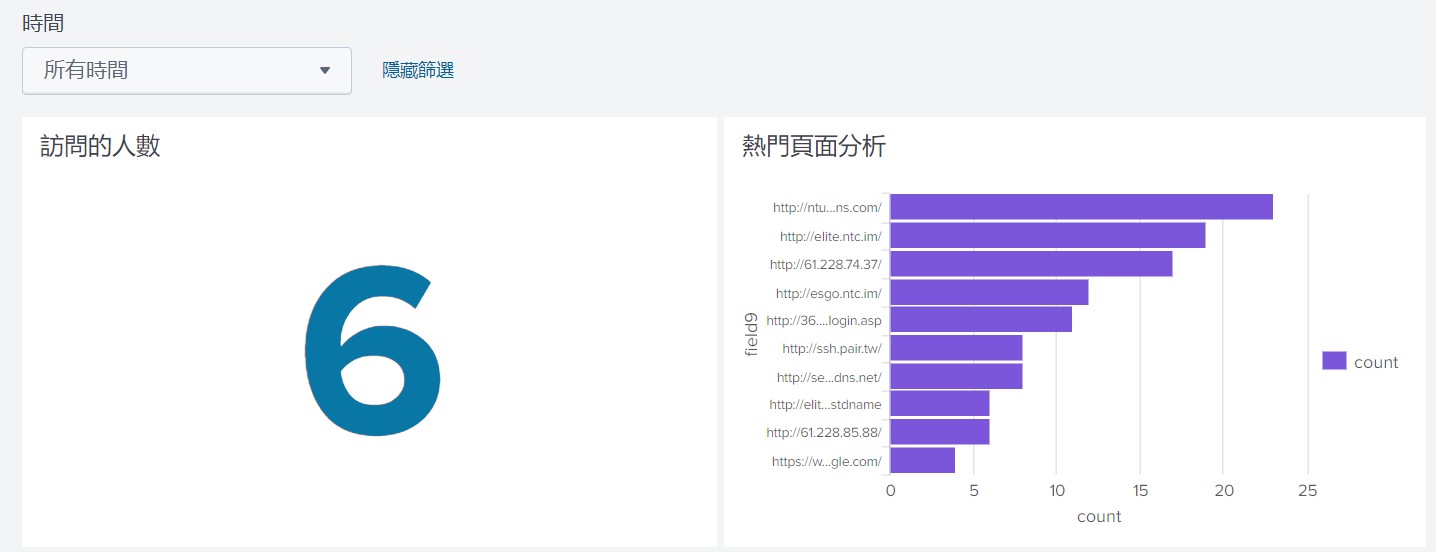 時間
所有時間
隱藏篩選
訪問的人數
6
熱門頁面分析
field9
http://ntu...ns.com/
http://elite.ntc.im/
http://61.228.74.37/
http://esgo.ntc.im/
http://36....login.asp
http://ssh.pair.tw/
http://se...dns.net/
http://elit...stdname
http://61.228.85.88/
https://w...gle.com/
0 5 10 15 20 25
count
count